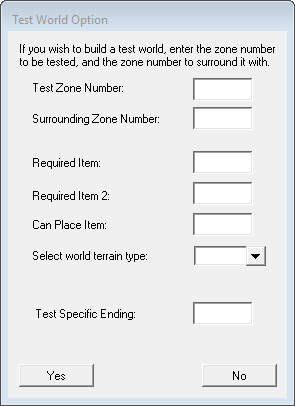 Test World Option
If you wish to build a test world, enter the zone number
to be tested, and the zone number to surround it with.
Test Zone Number:
Surrounding Zone Number:
Required Item:
Required Item 2:
Can Place Item:
Select world terrain type:
Test Specific Ending:
Yes
No